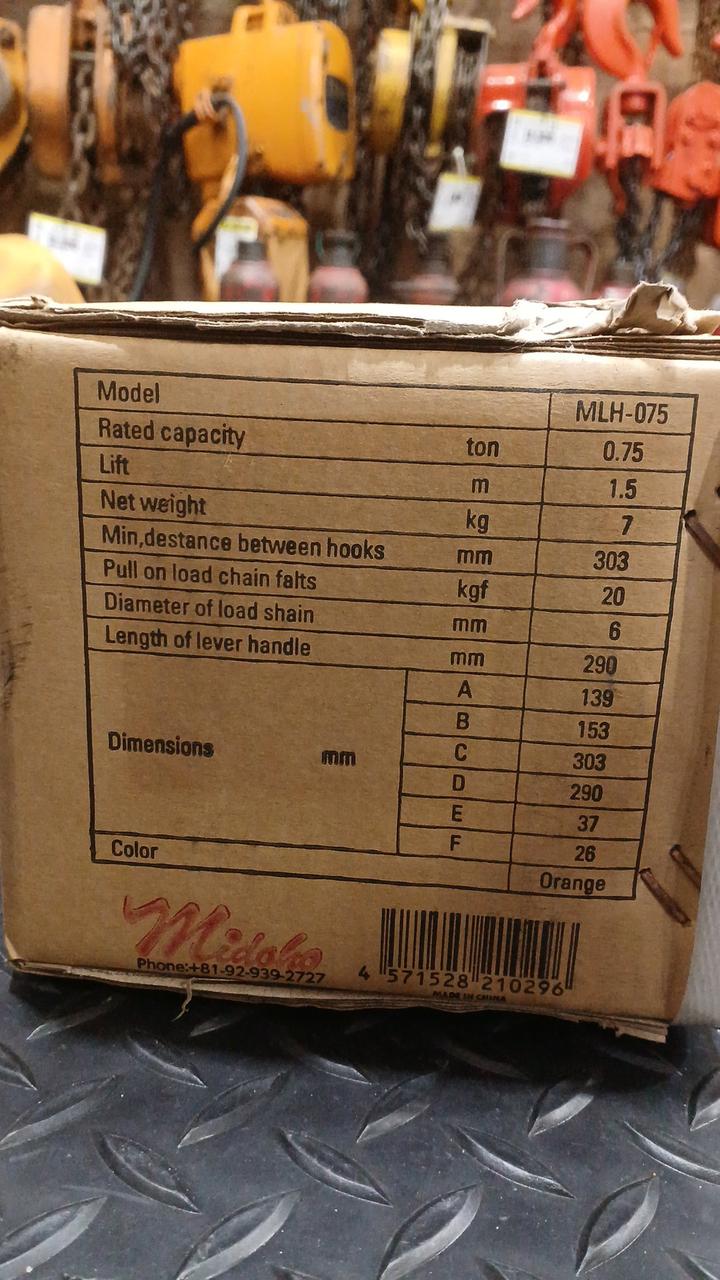 Model MLH-075
Rated capacity ton 0.75
Lift m 1.5
Net weight kg 7
Min,destance between hooks mm 303
Pull on load chain falts kgf 20
Diameter of load shain mm 6
Length of lever handle mm 290
Dimensions mm
A 139
B 153
C 303
D 290
E 37
F 26
Color Orange
Midoho
Phone:+81-92-939-2727
4 571528 210296
MADE IN CHINA